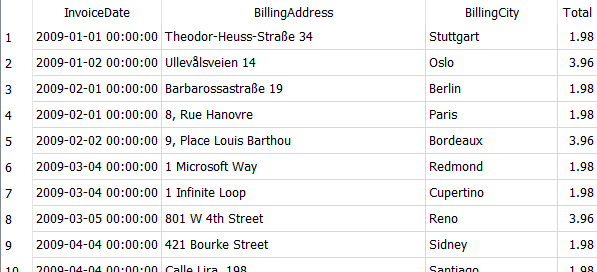 InvoiceDate BillingAddress BillingCity Total
1 2009-01-01 00:00:00 Theodor-Heuss-Straße 34 Stuttgart 1.98
2 2009-01-02 00:00:00 Ullevålsveien 14 Oslo 3.96
3 2009-02-01 00:00:00 Barbarossastraße 19 Berlin 1.98
4 2009-02-01 00:00:00 8, Rue Hanovre Paris 1.98
5 2009-02-02 00:00:00 9, Place Louis Barthou Bordeaux 3.96
6 2009-03-04 00:00:00 1 Microsoft Way Redmond 1.98
7 2009-03-04 00:00:00 1 Infinite Loop Cupertino 1.98
8 2009-03-05 00:00:00 801 W 4th Street Reno 3.96
9 2009-04-04 00:00:00 421 Bourke Street Sidney 1.98
10 2009-04-04 00:00:00 Calle Lira, 198 Santiago 1.98